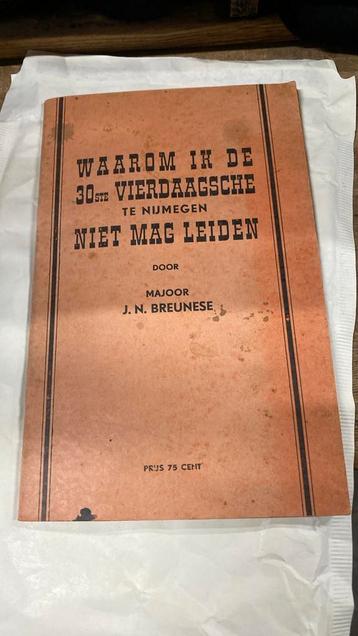 WAAROM IK DE
30STE VIERDAAGSCHE
TE NIJMEGEN
NIET MAG LEIDEN
DOOR
MAJOOR
J. N. BREUNESE
PRIJS 75 CENT